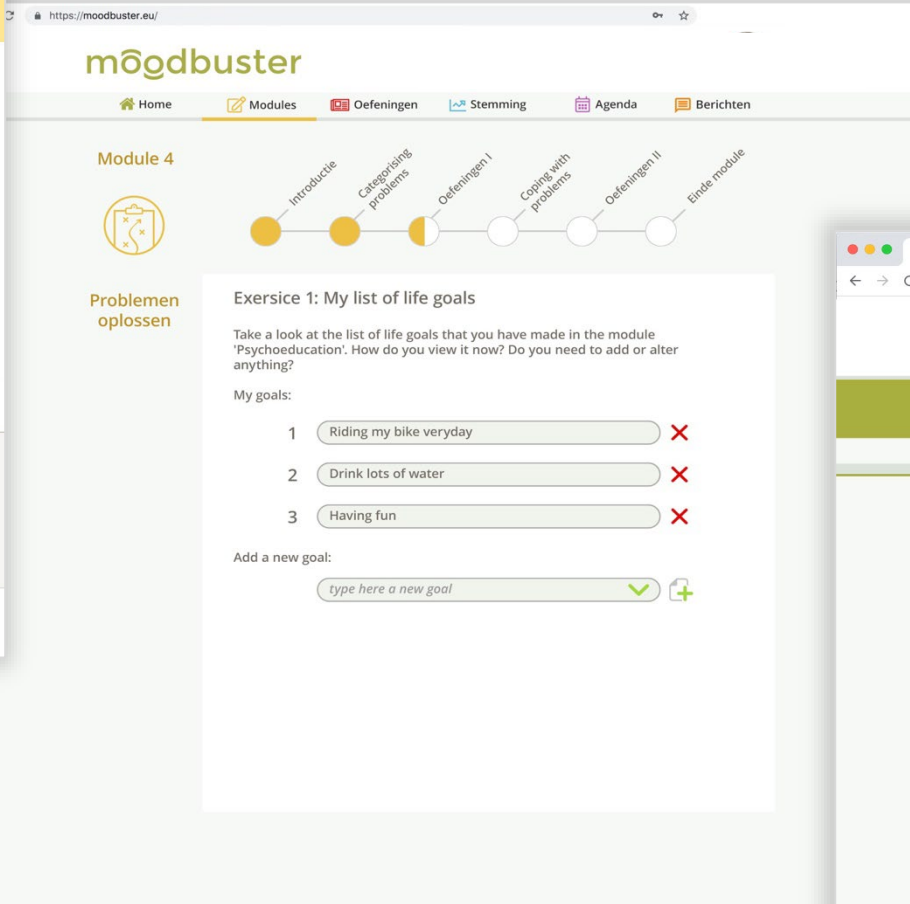 https://moodbuster.eu/
moodbuster
Home Modules Oefeningen Stemming Agenda Berichten
Module 4
Introductie
Categorising
problems
Oefeningen I
Coping with
problems
Oefeningen II
Einde module
Problemen
oplossen
Exersice 1: My list of life goals
Take a look at the list of life goals that you have made in the module
'Psychoeducation'. How do you view it now? Do you need to add or alter
anything?
My goals:
1 Riding my bike veryday
2 Drink lots of water
3 Having fun
Add a new goal:
type here a new goal